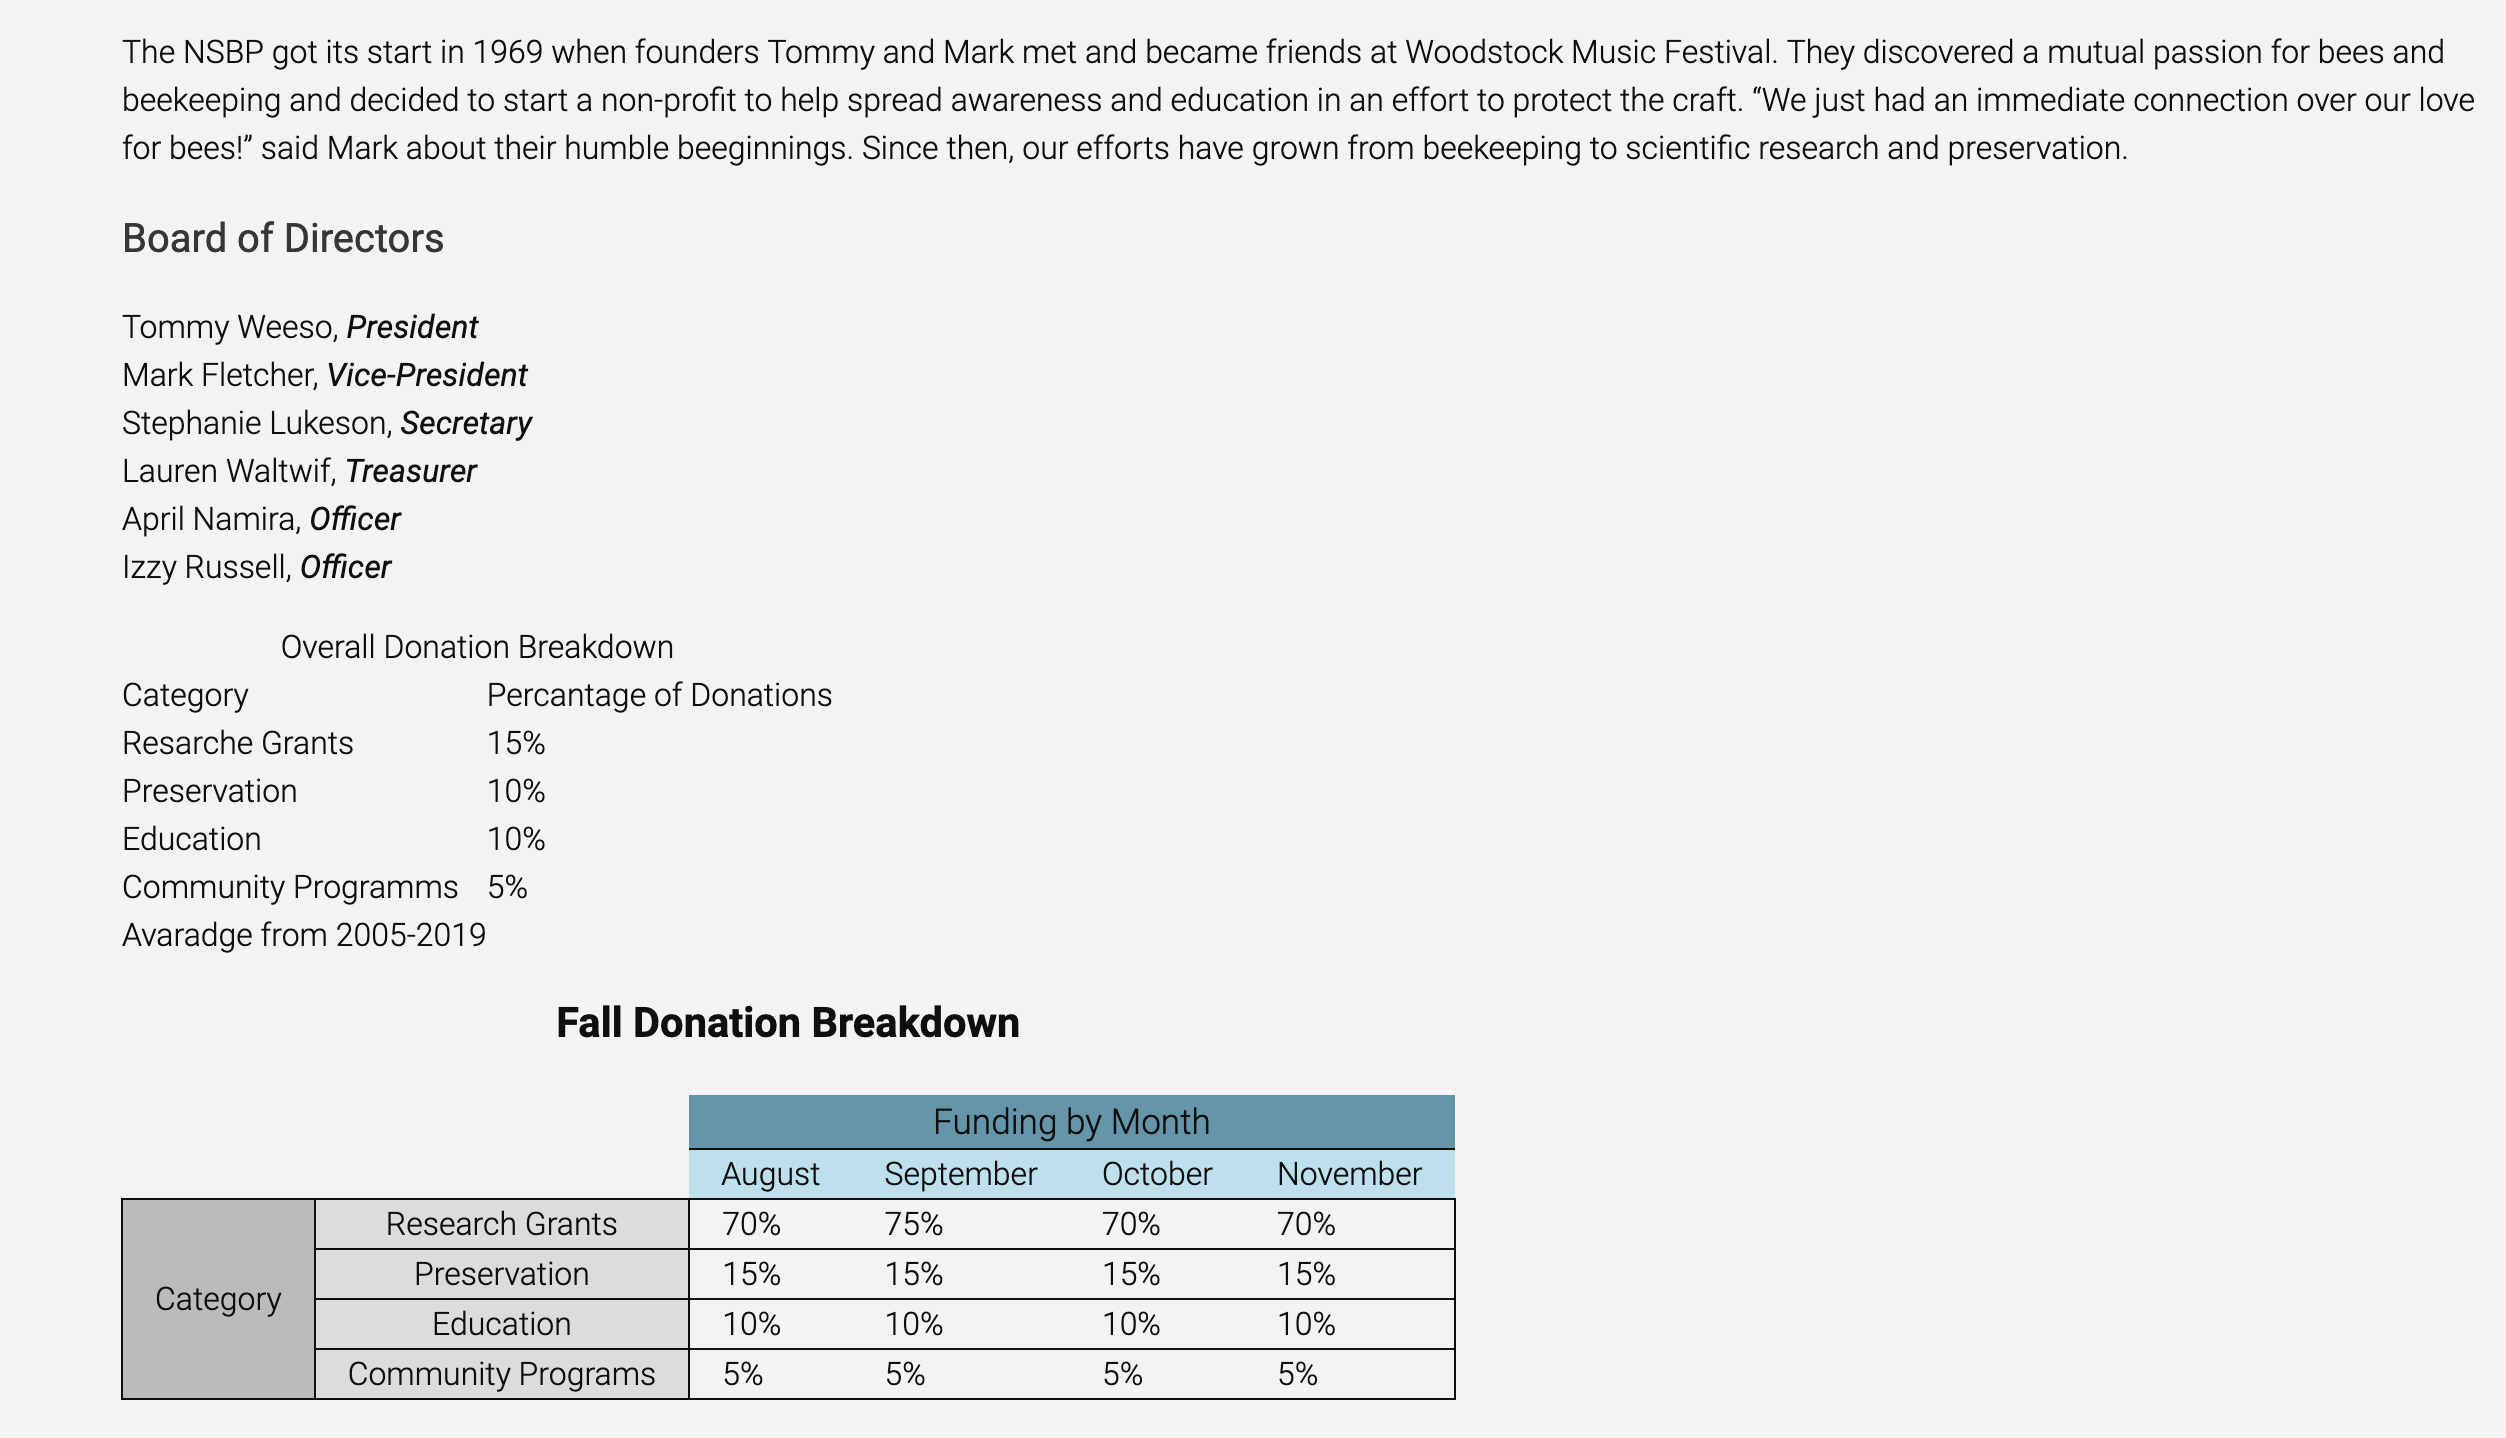 The NSBP got its start in 1969 when founders Tommy and Mark met and became friends at Woodstock Music Festival. They discovered a mutual passion for bees and
beekeeping and decided to start a non-profit to help spread awareness and education in an effort to protect the craft. “We just had an immediate connection over our love
for bees!” said Mark about their humble beeginnings. Since then, our efforts have grown from beekeeping to scientific research and preservation.
Board of Directors
Tommy Weeso, President
Mark Fletcher, Vice-President
Stephanie Lukeson, Secretary
Lauren Waltwif, Treasurer
April Namira, Officer
Izzy Russell, Officer
Overall Donation Breakdown
Category Percantage of Donations
Resarche Grants 15%
Preservation 10%
Education 10%
Community Programms 5%
Avaradge from 2005-2019
Fall Donation Breakdown
Funding by Month
August September October November
Research Grants 70% 75% 70% 70%
Preservation 15% 15% 15% 15%
Category
Education 10% 10% 10% 10%
Community Programs 5% 5% 5% 5%